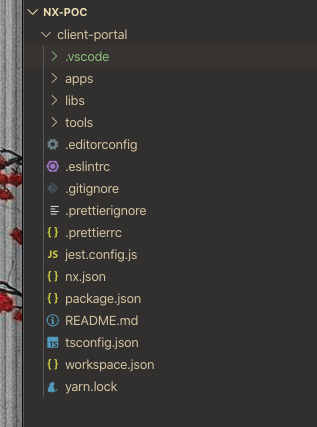 NX-POC
client-portal
.vscode
apps
libs
tools
.editorconfig
.eslintrc
.gitignore
.prettierignore
{ } .prettierrc
JS jest.config.js
{ } nx.json
{ } package.json
README.md
TS tsconfig.json
{ } workspace.json
yarn.lock